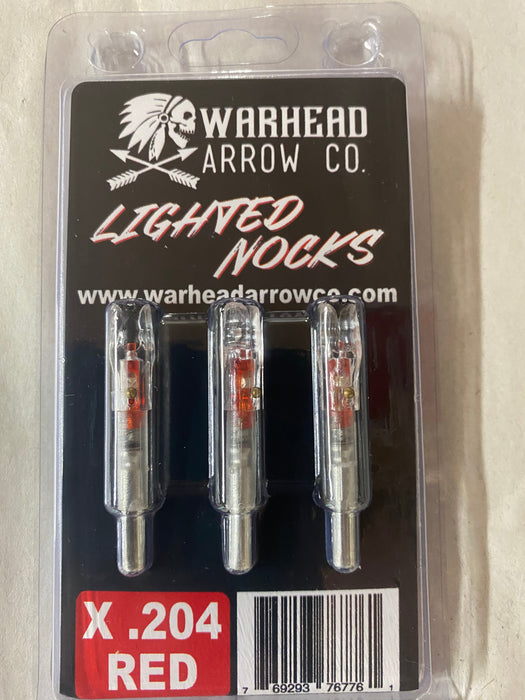 WARHEAD
ARROW CO.
LIGHTED
NOCKS
www.warheadarrowco.com
X .204
RED
7 69293 76776 1